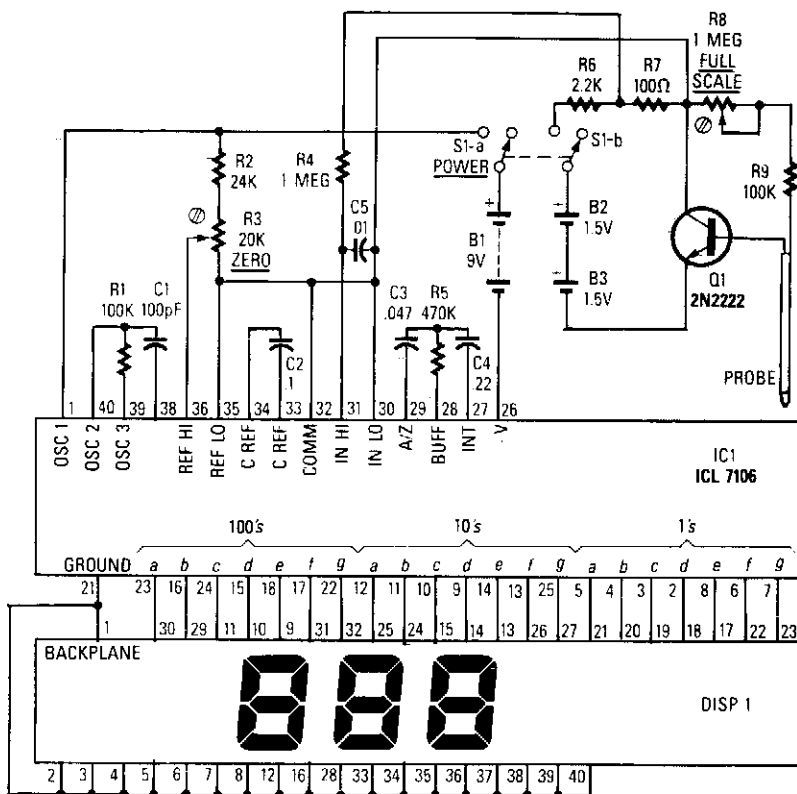 R8
1 MEG
FULL
SCALE
R6
2.2K
R7
100Ω
S1-a
S1-b
POWER
R2
24K
R4
1 MEG
R9
100K
C5
.01
R3
20K
ZERO
+
B1
9V
B2
1.5V
B3
1.5V
Q1
2N2222
R1
100K
C1
100pF
C3
.047
R5
470K
C2
.1
C4
.22
PROBE
1 40 39 38 36 35 34 33 32 31 30 29 28 27 26
OSC 1 OSC 2 OSC 3 REF HI REF LO C REF C REF COMM IN HI IN LO A/Z BUFF INT V
IC1
ICL 7106
100's 10's 1's
GROUND a b c d e f g a b c d e f g a b c d e f g
21 23 16 24 15 18 17 22 12 11 10 9 14 13 25 5 4 3 2 8 6 7
1 30 29 11 10 9 31 32 25 24 15 14 13 26 27 21 20 19 18 17 22 23
BACKPLANE
888
DISP 1
2 3 4 5 6 7 8 12 16 28 33 34 35 36 37 38 39 40